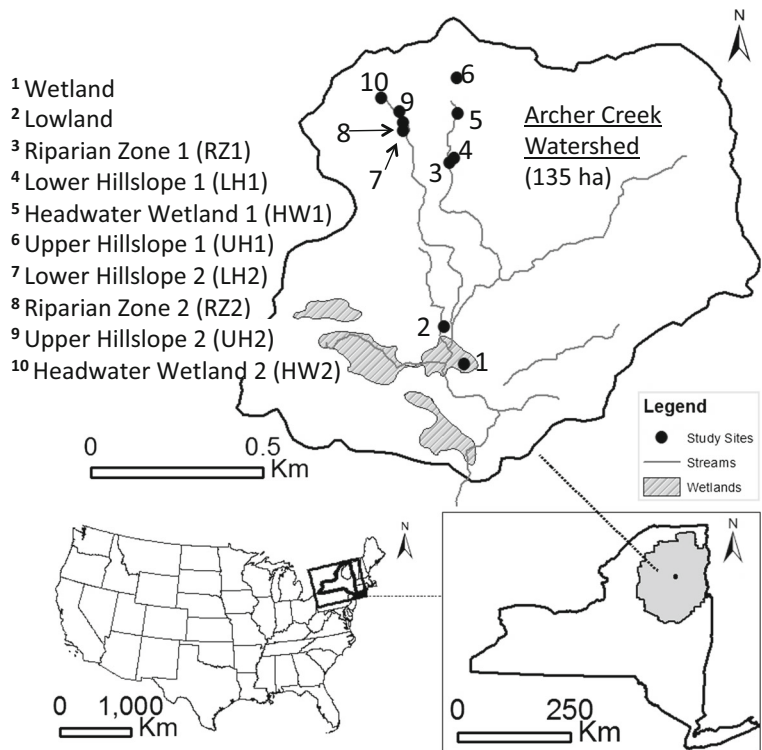 N
1 Wetland
2 Lowland
3 Riparian Zone 1 (RZ1)
4 Lower Hillslope 1 (LH1)
5 Headwater Wetland 1 (HW1)
6 Upper Hillslope 1 (UH1)
7 Lower Hillslope 2 (LH2)
8 Riparian Zone 2 (RZ2)
9 Upper Hillslope 2 (UH2)
10 Headwater Wetland 2 (HW2)
10
9
8
7
6
5
4
3
2
1
Archer Creek
Watershed
(135 ha)
0 0.5
Km
Legend
Study Sites
Streams
Wetlands
N
0 1,000
Km
N
0 250
Km